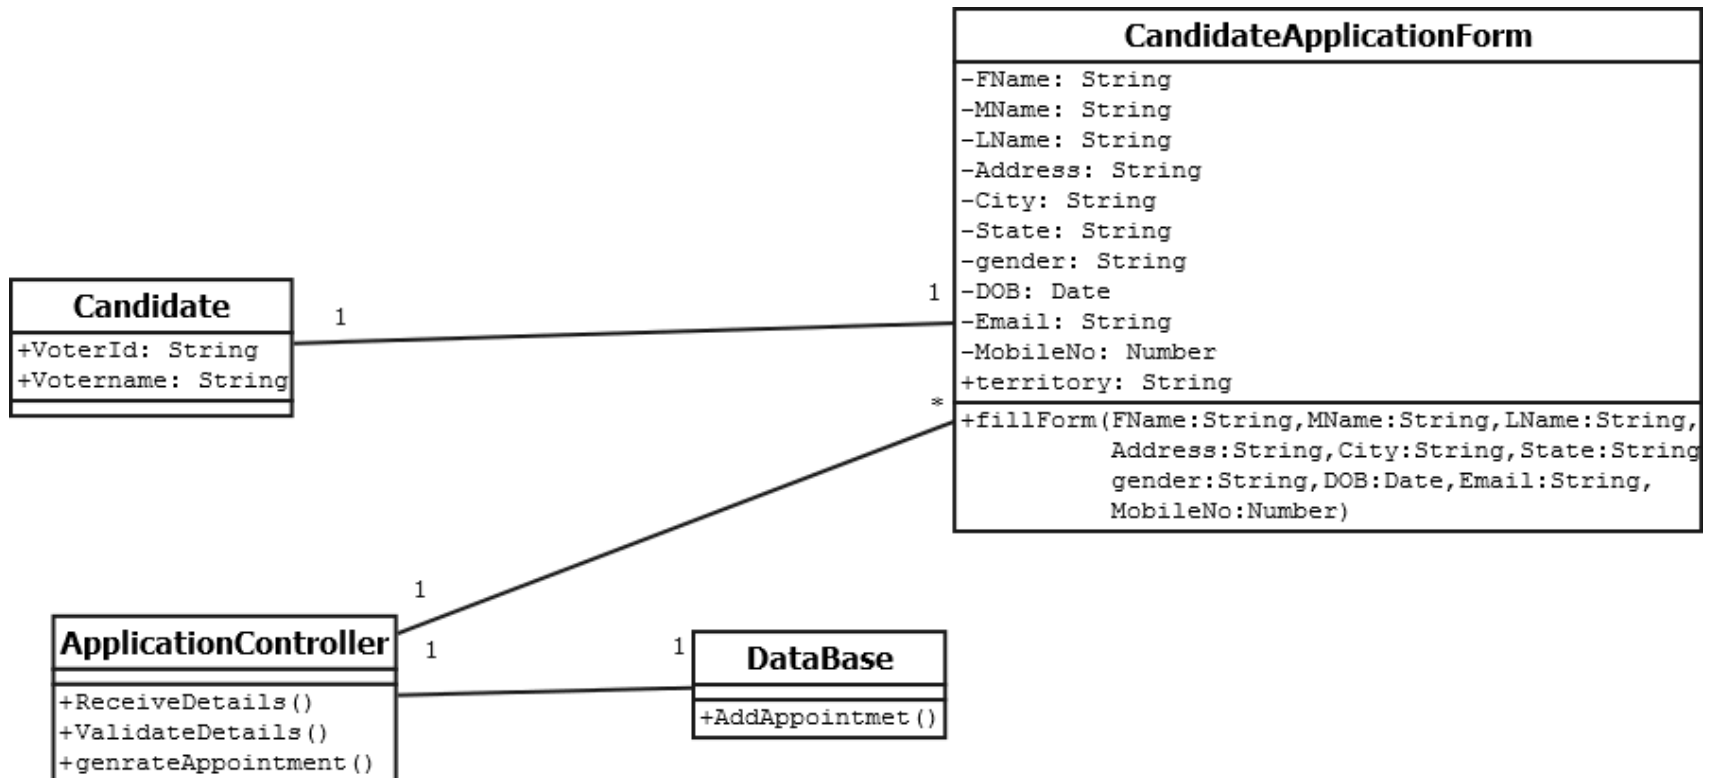 CandidateApplicationForm
-FName: String
-MName: String
-LName: String
-Address: String
-City: String
-State: String
-gender: String
-DOB: Date
-Email: String
-MobileNo: Number
+territory: String
+fillForm(FName:String,MName:String,LName:String,
Address:String,City:String,State:String
gender:String,DOB:Date,Email:String,
MobileNo:Number)
Candidate
+VoterId: String
+Votername: String
1
1
*
1
ApplicationController
+ReceiveDetails()
+ValidateDetails()
+genrateAppointment()
1
1
DataBase
+AddAppointmet()